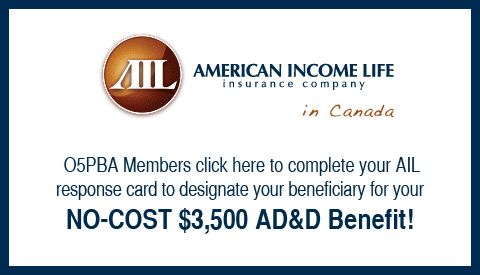 AIL
AMERICAN INCOME LIFE
insurance company
in Canada
O5PBA Members click here to complete your AIL
response card to designate your beneficiary for your
NO-COST $3,500 AD&D Benefit!